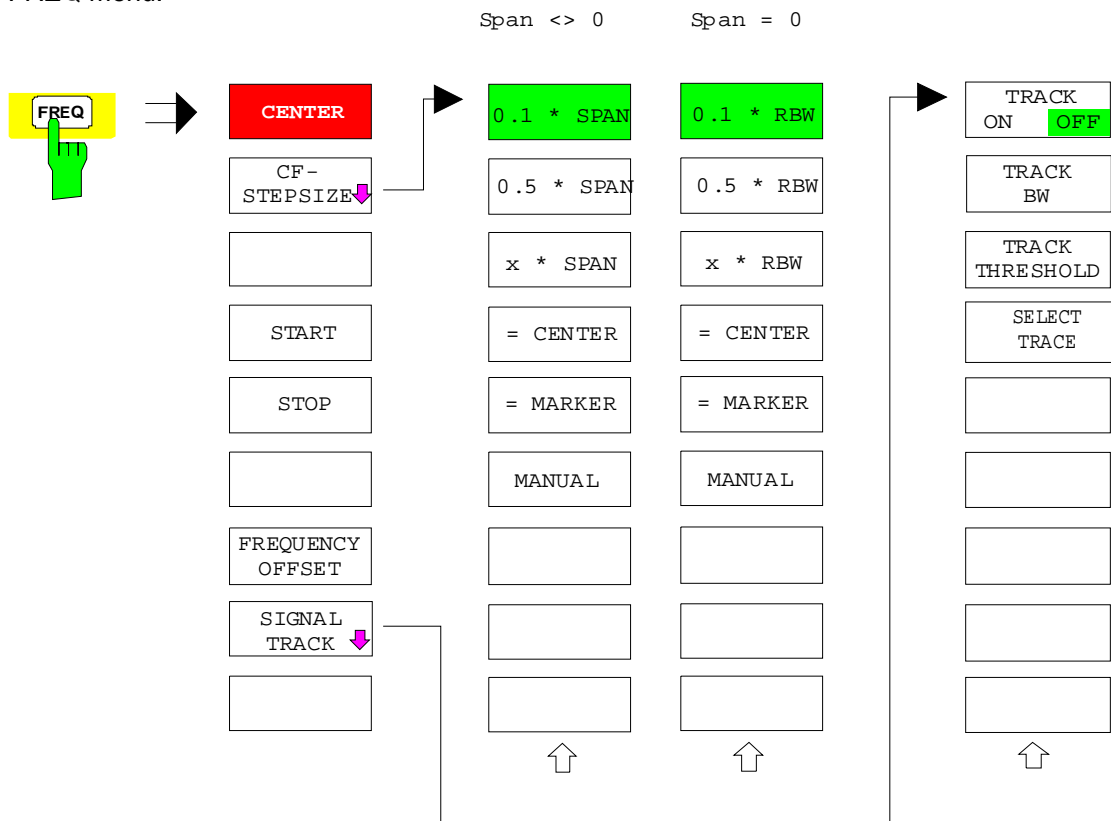 FREQ menu:
Span <> 0
Span = 0
FREQ
CENTER
CF-
STEPSIZE
START
STOP
FREQUENCY
OFFSET
SIGNAL
TRACK
0.1 * SPAN
0.5 * SPAN
x * SPAN
= CENTER
= MARKER
MANUAL
0.1 * RBW
0.5 * RBW
x * RBW
= CENTER
= MARKER
MANUAL
TRACK
ON OFF
TRACK
BW
TRACK
THRESHOLD
SELECT
TRACE